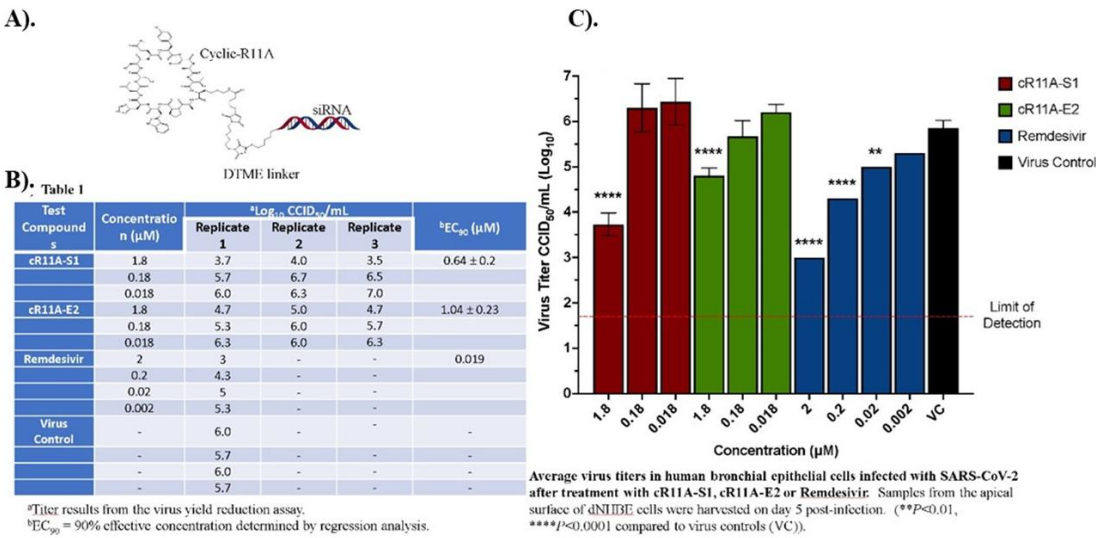 A).
Cyclic-R11A
siRNA
DTME linker
B).
Table 1
Test Compound s
Concentratio n (µM)
aLog10 CCID50/mL
bEC90 (µM)
Replicate 1
Replicate 2
Replicate 3
cR11A-S1 1.8 3.7 4.0 3.5 0.64 ± 0.2
0.18 5.7 6.7 6.5
0.018 6.0 6.3 7.0
cR11A-E2 1.8 4.7 5.0 4.7 1.04 ± 0.23
0.18 5.3 6.0 5.7
0.018 6.3 6.0 6.3
Remdesivir 2 3 - - 0.019
0.2 4.3 - -
0.02 5 - -
0.002 5.3 - -
Virus Control - 6.0 - - -
- 5.7 - - -
- 6.0 - - -
- 5.7 - - -
aTiter results from the virus yield reduction assay.
bEC90 = 90% effective concentration determined by regression analysis.
C).
Virus Titer CCID50/mL (Log10)
7
6
5
4
3
2
1
0
****
****
****
****
**
1.8
0.18
0.018
1.8
0.18
0.018
2
0.2
0.02
0.002
VC
Concentration (µM)
cR11A-S1
cR11A-E2
Remdesivir
Virus Control
Limit of
Detection
Average virus titers in human bronchial epithelial cells infected with SARS-CoV-2
after treatment with cR11A-S1, cR11A-E2 or Remdesivir. Samples from the apical
surface of dNHBE cells were harvested on day 5 post-infection. (**P<0.01,
****P<0.0001 compared to virus controls (VC)).